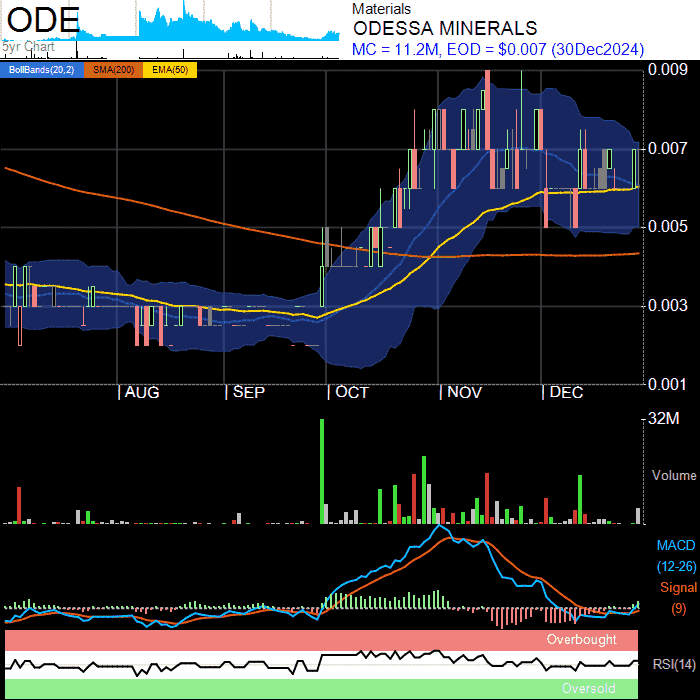 ODE
5yr Chart
Materials
ODESSA MINERALS
MC = 11.2M, EOD = $0.007 (30Dec2024)
BollBands(20,2) SMA(200) EMA(50)
0.009
0.007
0.005
0.003
0.001
AUG SEP OCT NOV DEC
32M
Volume
MACD
(12-26)
Signal
(9)
Overbought
RSI(14)
Oversold